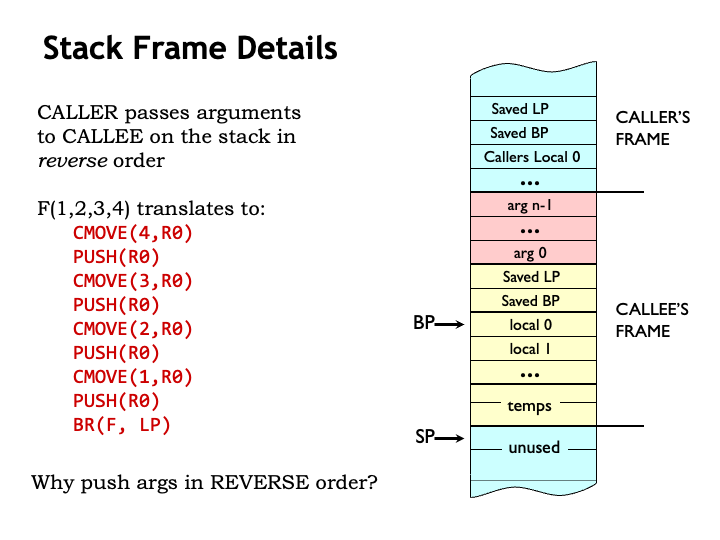 Stack Frame Details
CALLER passes arguments
to CALLEE on the stack in
reverse order
F(1,2,3,4) translates to:
CMOVE(4,R0)
PUSH(R0)
CMOVE(3,R0)
PUSH(R0)
CMOVE(2,R0)
PUSH(R0)
CMOVE(1,R0)
PUSH(R0)
BR(F, LP)
Why push args in REVERSE order?
Saved LP
Saved BP
Callers Local 0
•••
arg n-1
•••
arg 0
Saved LP
Saved BP
local 0
local 1
•••
temps
unused
BP
SP
CALLER'S
FRAME
CALLEE'S
FRAME